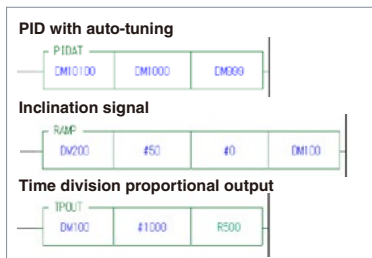 PID with auto-tuning
PIDAT
DM10100 DM1000 DM999
Inclination signal
RAMP
DM200 #50 #0 DM100
Time division proportional output
TPOUT
DM100 #1000 R500